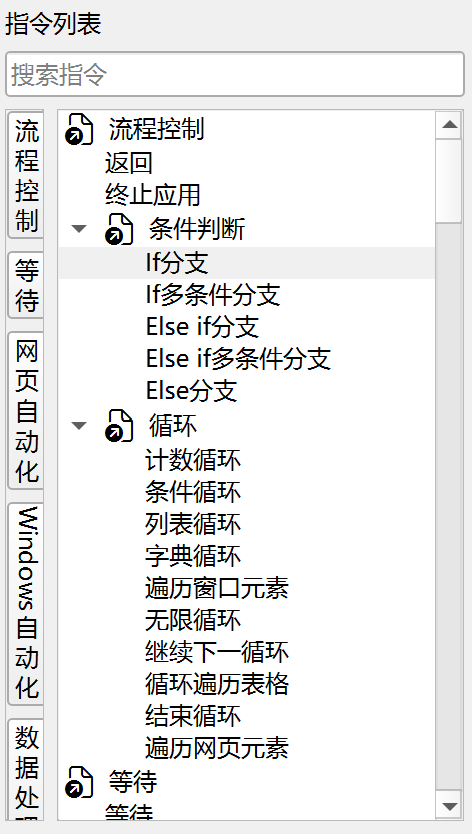 指令列表
搜索指令
流程控制
等待
网页自动化
Windows自动化
数据处理
流程控制
返回
终止应用
条件判断
If分支
If多条件分支
Else if分支
Else if多条件分支
Else分支
循环
计数循环
条件循环
列表循环
字典循环
遍历窗口元素
无限循环
继续下一循环
循环遍历表格
结束循环
遍历网页元素
等待
等待